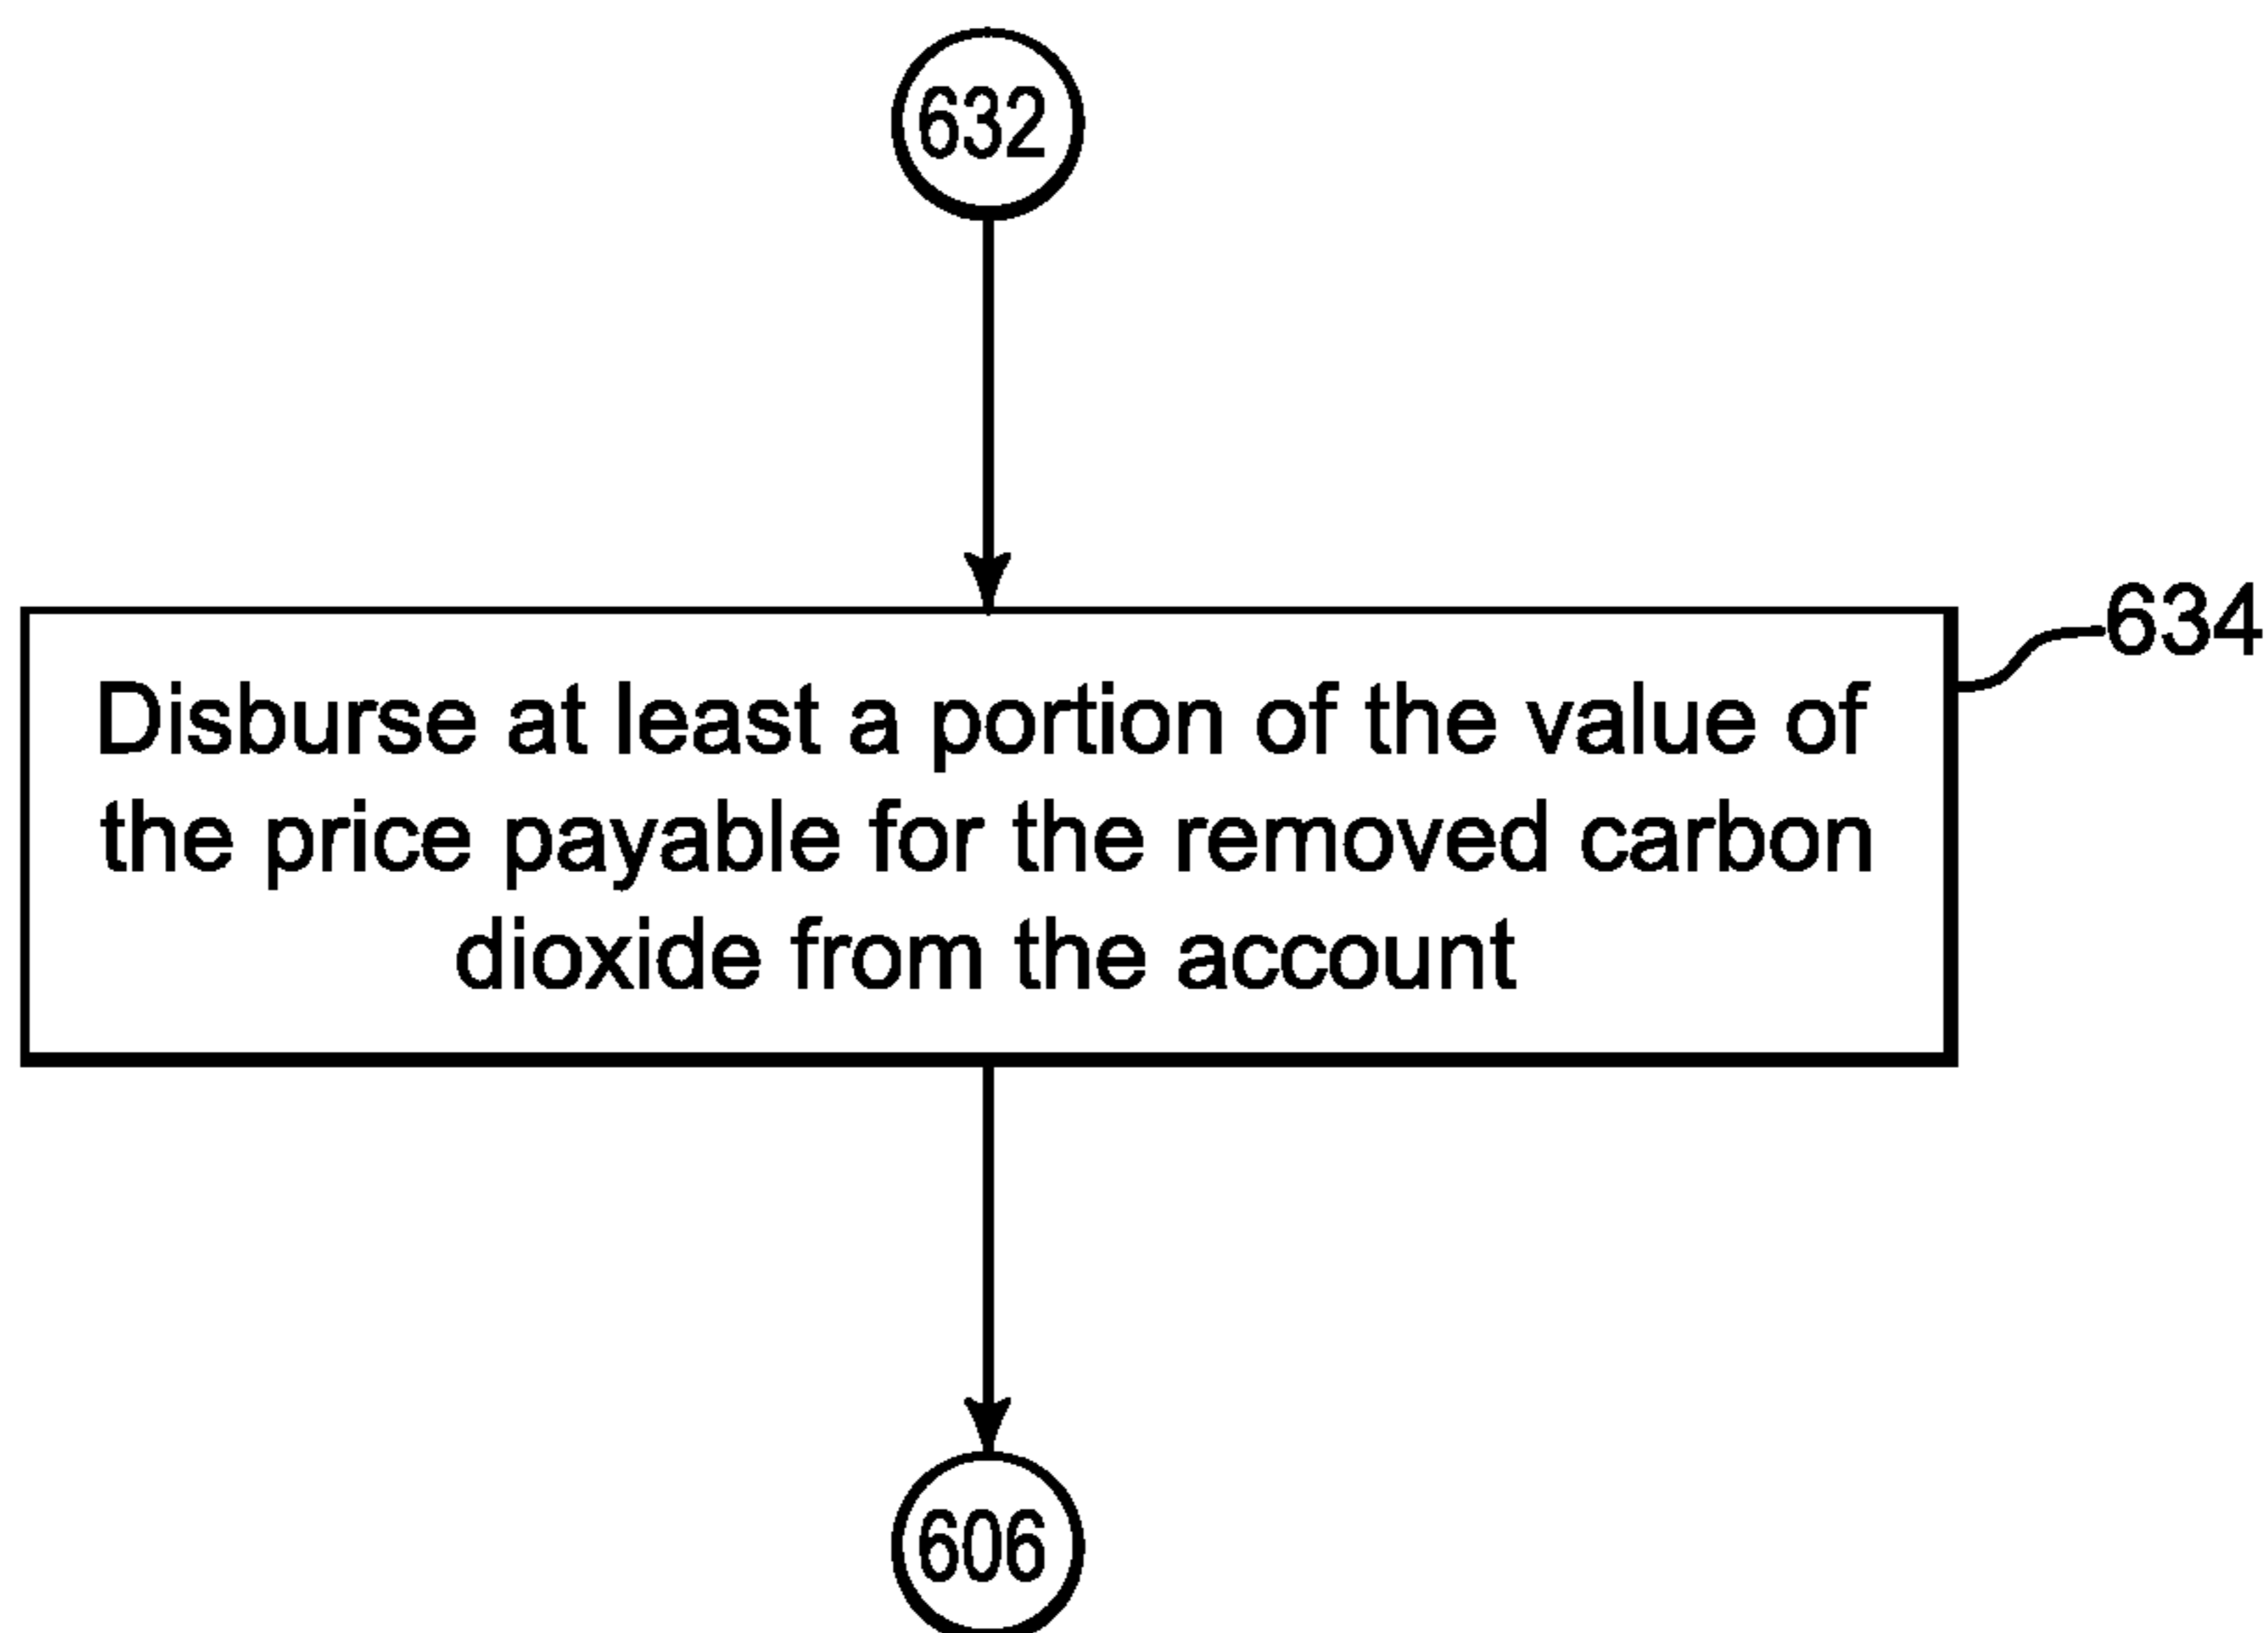 632
634
Disburse at least a portion of the value of
the price payable for the removed carbon
dioxide from the account
606